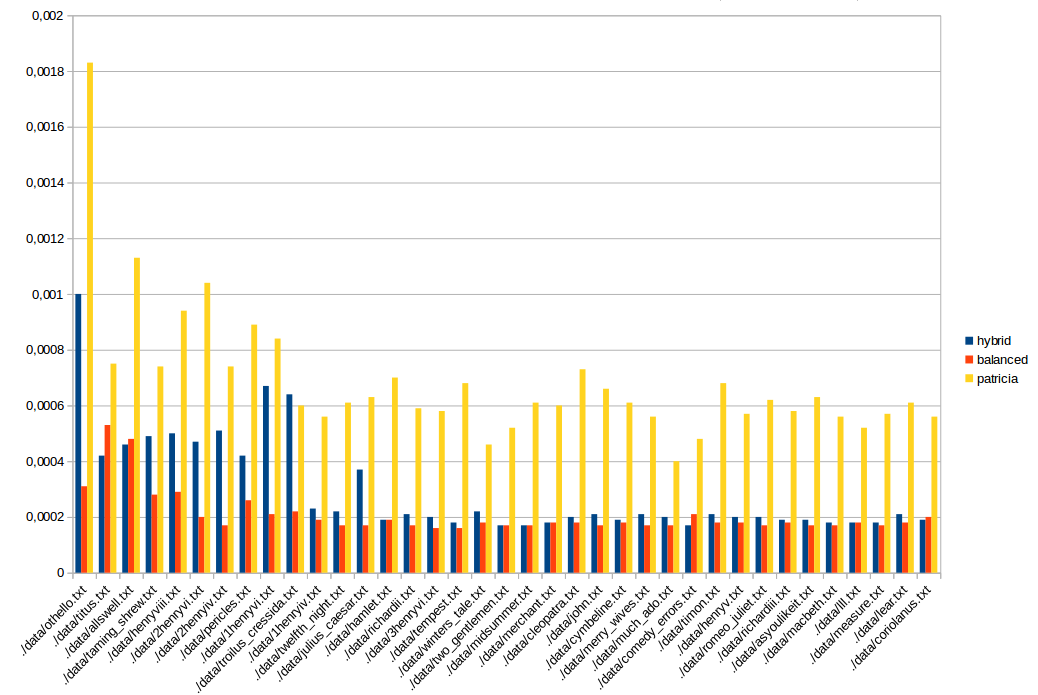 0,002
0,0018
0,0016
0,0014
0,0012
0,001
0,0008
0,0006
0,0004
0,0002
0
hybrid
balanced
patricia
./data/othello.txt
./data/titus.txt
./data/allswell.txt
./data/taming_shrew.txt
./data/henryviii.txt
./data/2henryvi.txt
./data/2henryiv.txt
./data/pericles.txt
./data/1henryvi.txt
./data/troilus_cressida.txt
./data/1henryiv.txt
./data/twelfth_night.txt
./data/julius_caesar.txt
./data/hamlet.txt
./data/richardii.txt
./data/3henryvi.txt
./data/tempest.txt
./data/winters_tale.txt
./data/two_gentlemen.txt
./data/midsummer.txt
./data/merchant.txt
./data/cleopatra.txt
./data/john.txt
./data/cymbeline.txt
./data/merry_wives.txt
./data/much_ado.txt
./data/comedy_errors.txt
./data/timon.txt
./data/henryv.txt
./data/romeo_juliet.txt
./data/richardiii.txt
./data/asyoulikeit.txt
./data/macbeth.txt
./data/lll.txt
./data/measure.txt
./data/lear.txt
./data/coriolanus.txt